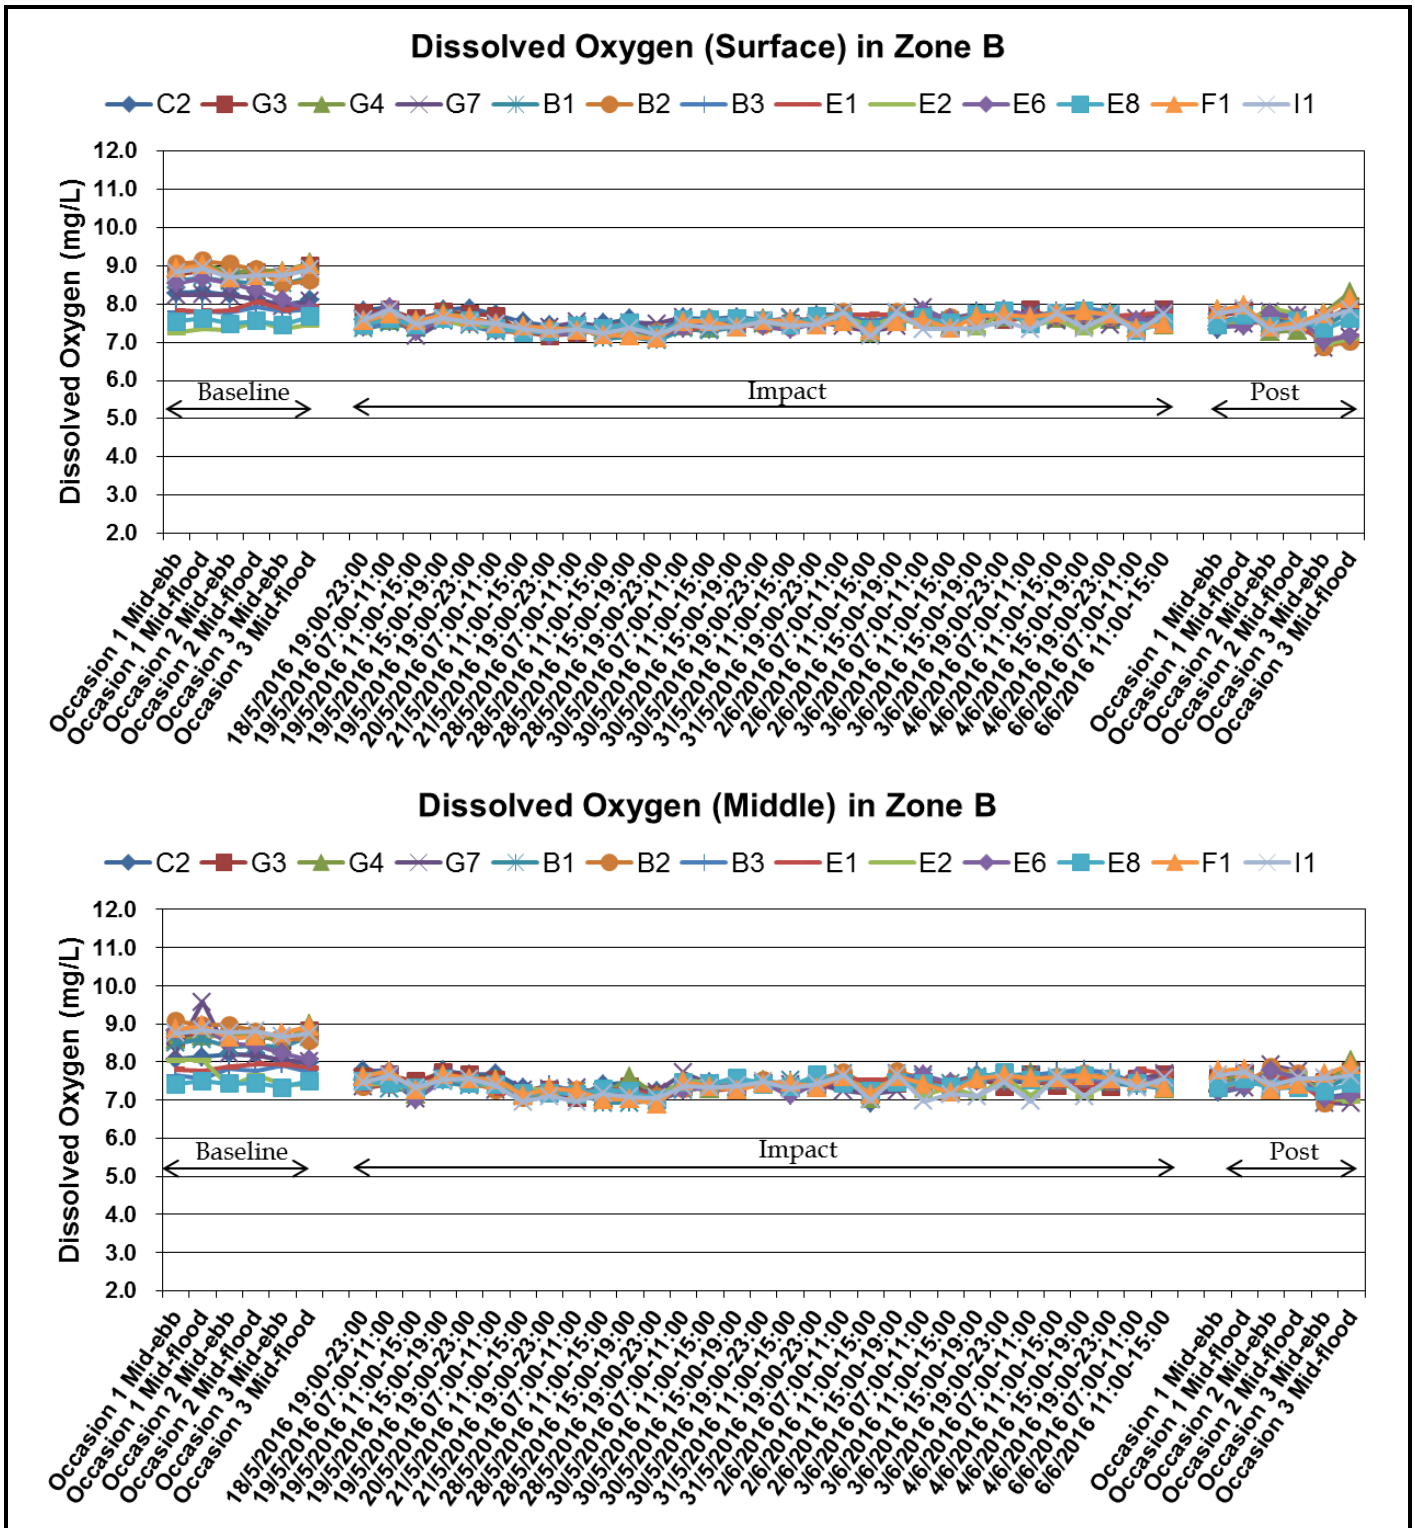 Dissolved Oxygen (Surface) in Zone B
C2 G3 G4 G7 B1 B2 B3 E1 E2 E6 E8 F1 I1
Dissolved Oxygen (mg/L)
12.0
11.0
10.0
9.0
8.0
7.0
6.0
5.0
4.0
3.0
2.0
Baseline
Impact
Post
Occasion 1 Mid-ebb
Occasion 1 Mid-flood
Occasion 2 Mid-ebb
Occasion 2 Mid-flood
Occasion 3 Mid-ebb
Occasion 3 Mid-flood
18/5/2016 19:00-23:00
19/5/2016 07:00-11:00
19/5/2016 11:00-15:00
19/5/2016 15:00-19:00
19/5/2016 19:00-23:00
20/5/2016 07:00-11:00
21/5/2016 11:00-15:00
21/5/2016 19:00-23:00
28/5/2016 07:00-11:00
28/5/2016 11:00-15:00
28/5/2016 15:00-19:00
28/5/2016 19:00-23:00
30/5/2016 07:00-11:00
30/5/2016 11:00-15:00
30/5/2016 15:00-19:00
30/5/2016 19:00-23:00
31/5/2016 11:00-15:00
31/5/2016 19:00-23:00
2/6/2016 07:00-11:00
2/6/2016 11:00-15:00
2/6/2016 15:00-19:00
3/6/2016 07:00-11:00
3/6/2016 11:00-15:00
3/6/2016 15:00-19:00
3/6/2016 19:00-23:00
4/6/2016 07:00-11:00
4/6/2016 11:00-15:00
4/6/2016 15:00-19:00
4/6/2016 19:00-23:00
6/6/2016 07:00-11:00
6/6/2016 11:00-15:00
Occasion 1 Mid-ebb
Occasion 1 Mid-flood
Occasion 2 Mid-ebb
Occasion 2 Mid-flood
Occasion 3 Mid-ebb
Occasion 3 Mid-flood
Dissolved Oxygen (Middle) in Zone B
C2 G3 G4 G7 B1 B2 B3 E1 E2 E6 E8 F1 I1
Dissolved Oxygen (mg/L)
12.0
11.0
10.0
9.0
8.0
7.0
6.0
5.0
4.0
3.0
2.0
Baseline
Impact
Post
Occasion 1 Mid-ebb
Occasion 1 Mid-flood
Occasion 2 Mid-ebb
Occasion 2 Mid-flood
Occasion 3 Mid-ebb
Occasion 3 Mid-flood
18/5/2016 19:00-23:00
19/5/2016 07:00-11:00
19/5/2016 11:00-15:00
19/5/2016 15:00-19:00
19/5/2016 19:00-23:00
20/5/2016 07:00-11:00
21/5/2016 11:00-15:00
21/5/2016 19:00-23:00
28/5/2016 07:00-11:00
28/5/2016 11:00-15:00
28/5/2016 15:00-19:00
28/5/2016 19:00-23:00
30/5/2016 07:00-11:00
30/5/2016 11:00-15:00
30/5/2016 15:00-19:00
30/5/2016 19:00-23:00
31/5/2016 11:00-15:00
31/5/2016 19:00-23:00
2/6/2016 07:00-11:00
2/6/2016 11:00-15:00
2/6/2016 15:00-19:00
3/6/2016 07:00-11:00
3/6/2016 11:00-15:00
3/6/2016 15:00-19:00
3/6/2016 19:00-23:00
4/6/2016 07:00-11:00
4/6/2016 11:00-15:00
4/6/2016 15:00-19:00
4/6/2016 19:00-23:00
6/6/2016 07:00-11:00
6/6/2016 11:00-15:00
Occasion 1 Mid-ebb
Occasion 1 Mid-flood
Occasion 2 Mid-ebb
Occasion 2 Mid-flood
Occasion 3 Mid-ebb
Occasion 3 Mid-flood